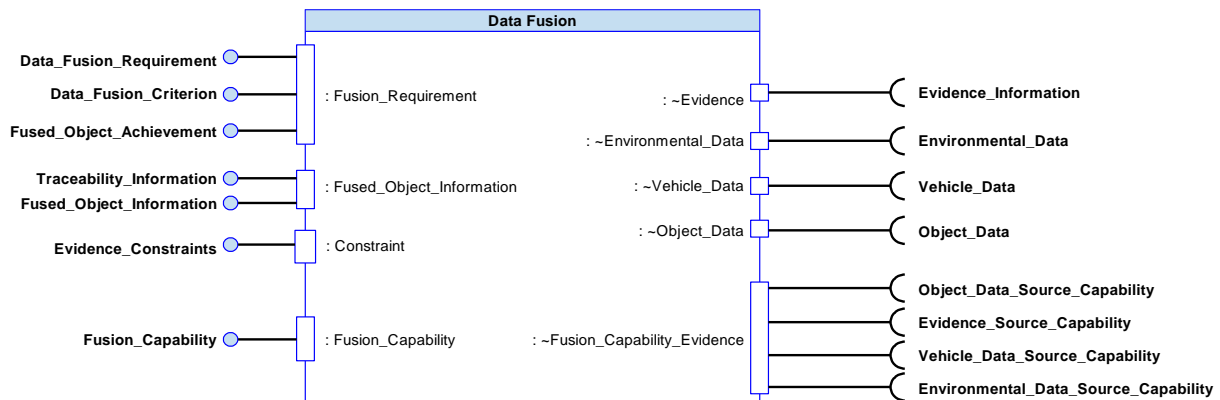 Data Fusion
Data_Fusion_Requirement
Data_Fusion_Criterion
: Fusion_Requirement
Fused_Object_Achievement
Traceability_Information
: Fused_Object_Information
Fused_Object_Information
Evidence_Constraints
: Constraint
Fusion_Capability
: Fusion_Capability
: ~Evidence
Evidence_Information
: ~Environmental_Data
Environmental_Data
: ~Vehicle_Data
Vehicle_Data
: ~Object_Data
Object_Data
Object_Data_Source_Capability
Evidence_Source_Capability
: ~Fusion_Capability_Evidence
Vehicle_Data_Source_Capability
Environmental_Data_Source_Capability